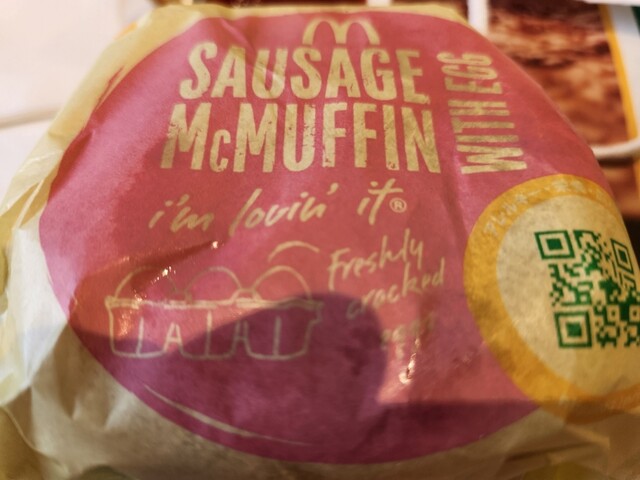 SAUSAGE
McMUFFIN
WITH EGG
i'm lovin' it®
Freshly
cracked
eggs